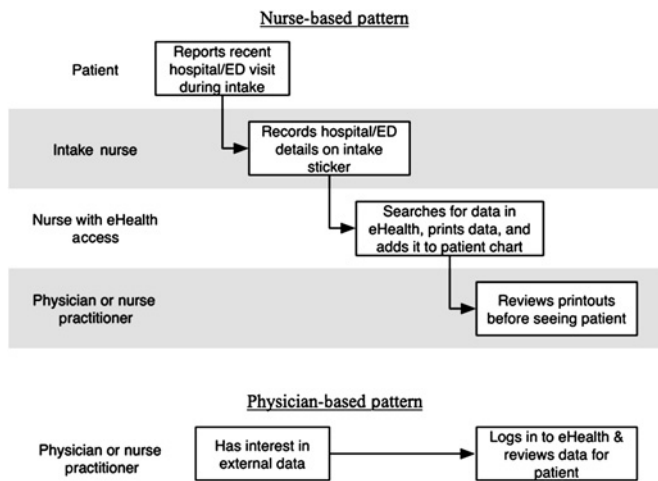 Nurse-based pattern
Patient
Reports recent
hospital/ED visit
during intake
Intake nurse
Records hospital/ED
details on intake
sticker
Nurse with eHealth
access
Searches for data in
eHealth, prints data, and
adds it to patient chart
Physician or nurse
practitioner
Reviews printouts
before seeing patient
Physician-based pattern
Physician or nurse
practitioner
Has interest in
external data
Logs in to eHealth &
reviews data for
patient